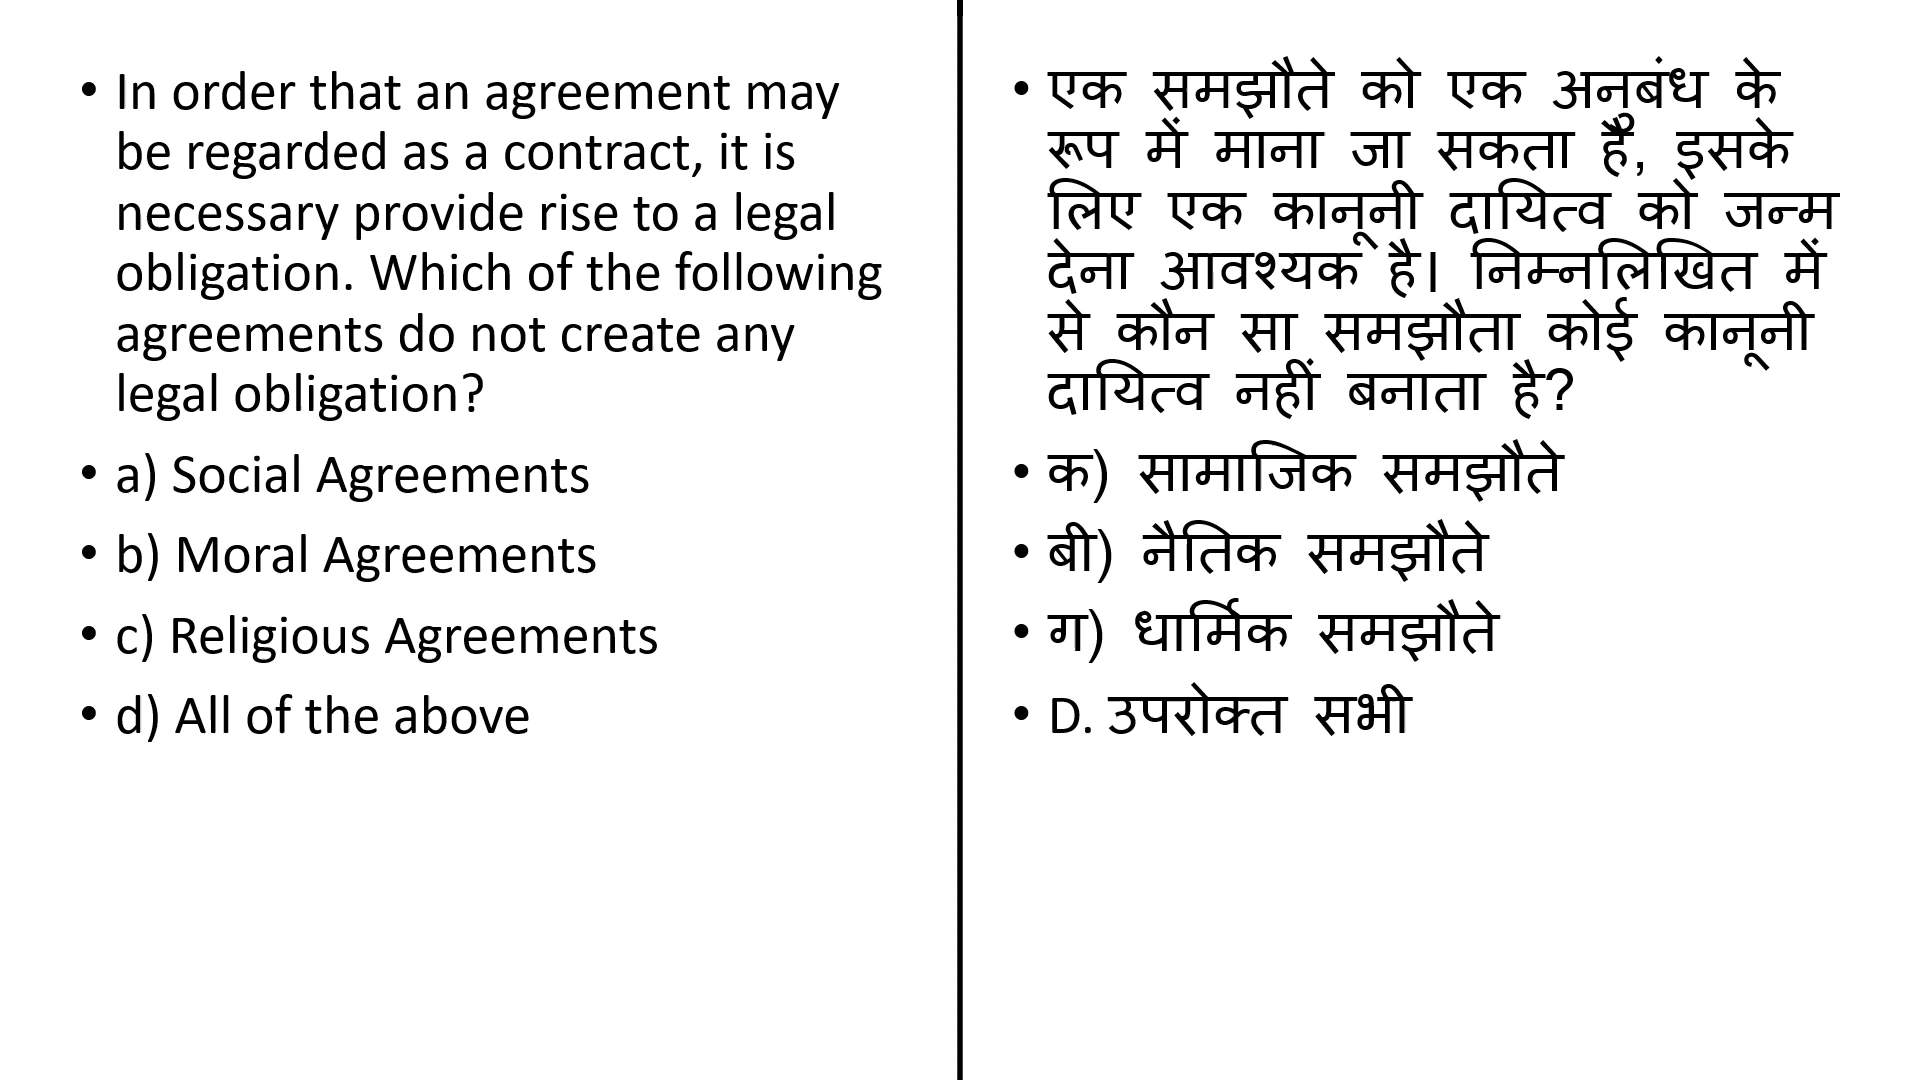 • In order that an agreement may
be regarded as a contract, it is
necessary provide rise to a legal
obligation. Which of the following
agreements do not create any
legal obligation?
• a) Social Agreements
• b) Moral Agreements
• c) Religious Agreements
• d) All of the above
• एक समझौते को एक अनुबंध के
रूप में माना जा सकता है, इसके
लिए एक कानूनी दायित्व को जन्म
देना आवश्यक है। निम्नलिखित में
से कौन सा समझौता कोई कानूनी
दायित्व नहीं बनाता है?
• क) सामाजिक समझौते
• बी) नैतिक समझौते
• ग) धार्मिक समझौते
• D. उपरोक्त सभी